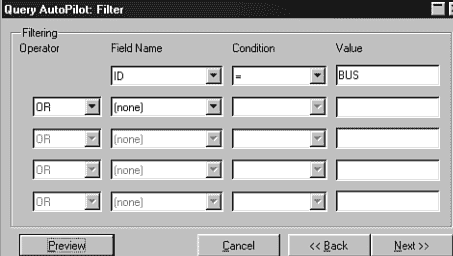 Query AutoPilot: Filter
Filtering
Operator Field Name Condition Value
ID = BUS
OR (none)
OR (none)
OR (none)
OR (none)
Preview Cancel << Back Next >>